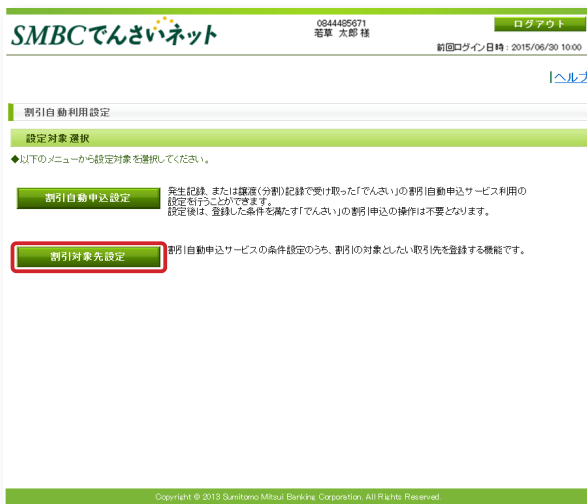 SMBCでんさいネット
0844485671
若草 太郎 様
ログアウト
前回ログイン日時：2015/06/30 10:00
|ヘルプ
割引自動利用設定
設定対象選択
◆以下のメニューから設定対象を選択してください。
割引自動申込設定
発生記録、または譲渡(分割)記録で受け取った「でんさい」の割引自動申込サービス利用の
設定を行うことができます。
設定後は、登録した条件を満たす「でんさい」の割引申込の操作は不要となります。
割引対象先設定
割引自動申込サービスの条件設定のうち、割引の対象としたい取引先を登録する機能です。
Copyright © 2013 Sumitomo Mitsui Banking Corporation. All Rights Reserved.